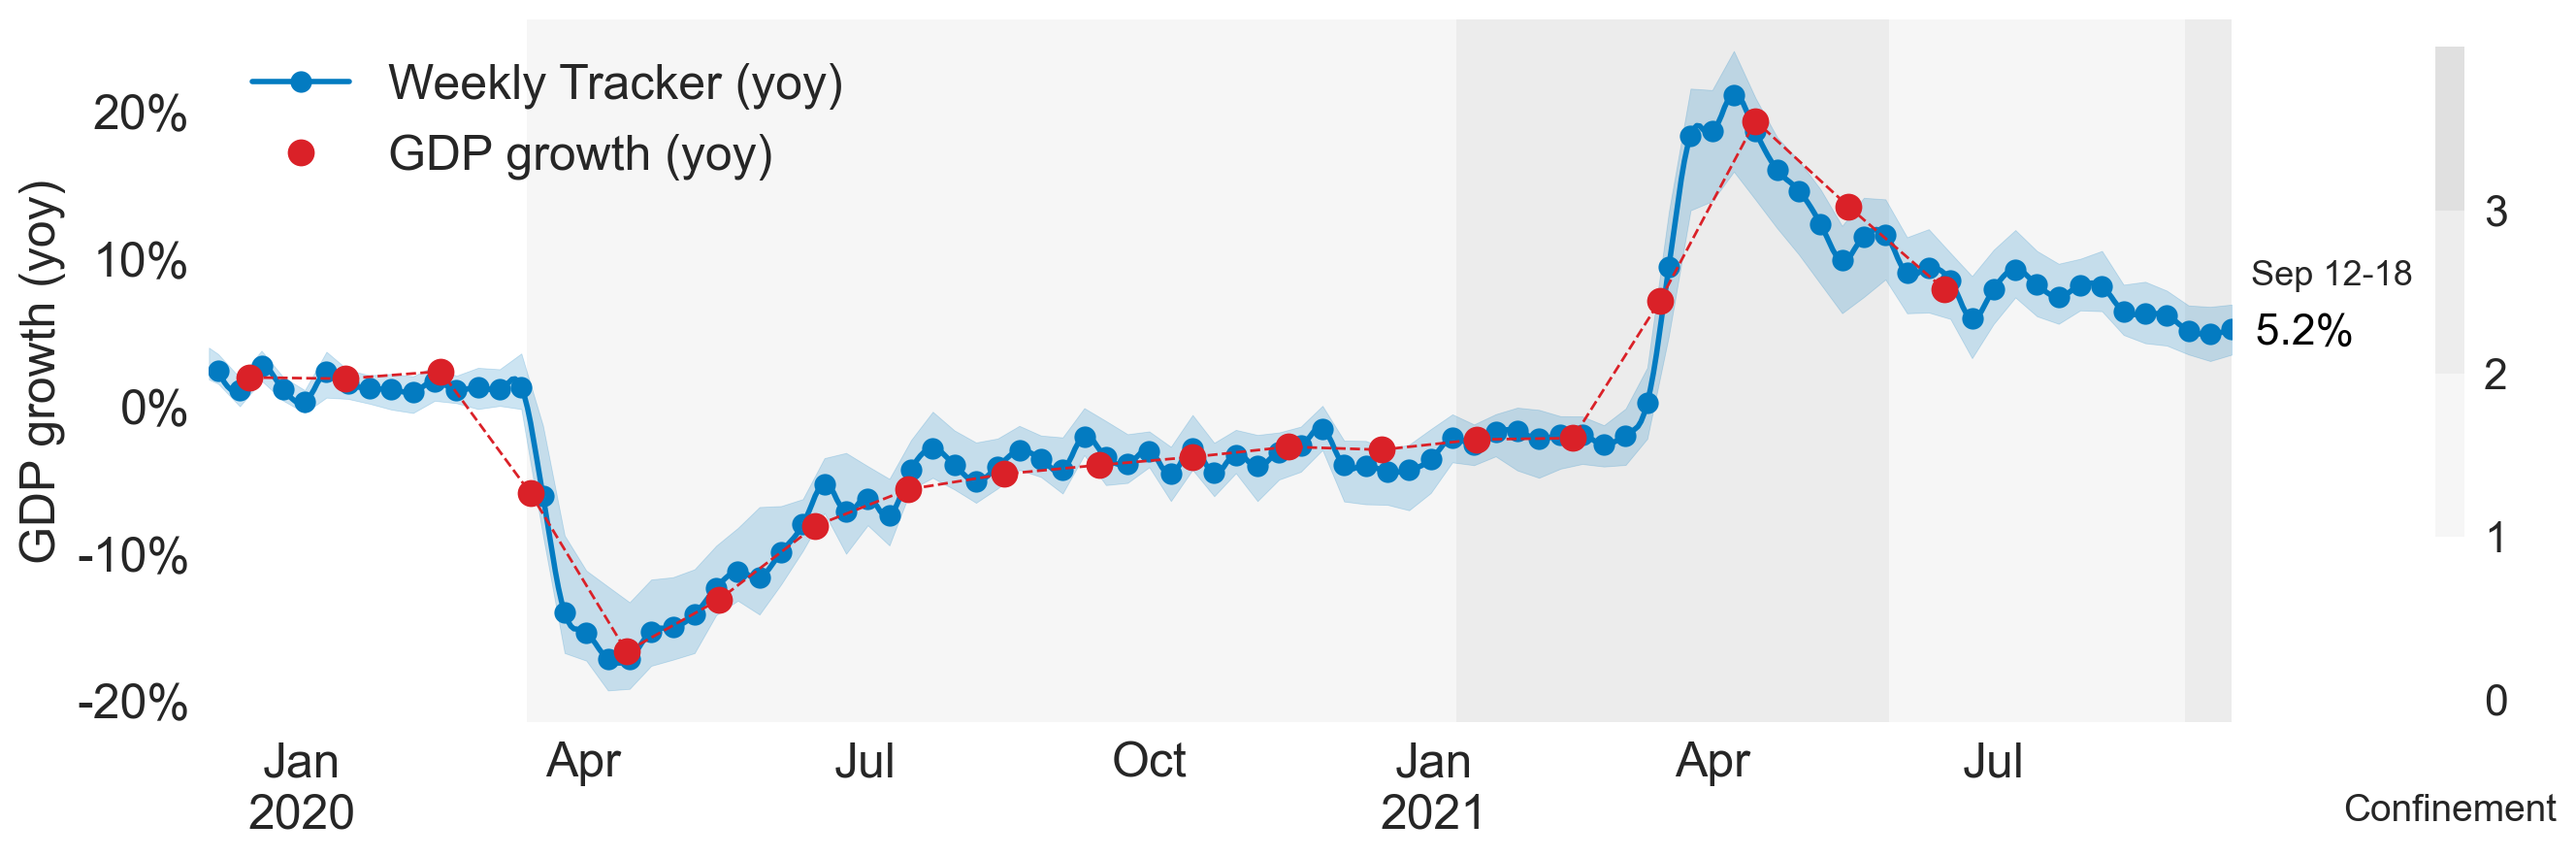 Weekly Tracker (yoy)
GDP growth (yoy)
GDP growth (yoy)
20%
10%
0%
-10%
-20%
Jan
2020
Apr
Jul
Oct
Jan
2021
Apr
Jul
Sep 12-18
5.2%
3
2
1
0
Confinement